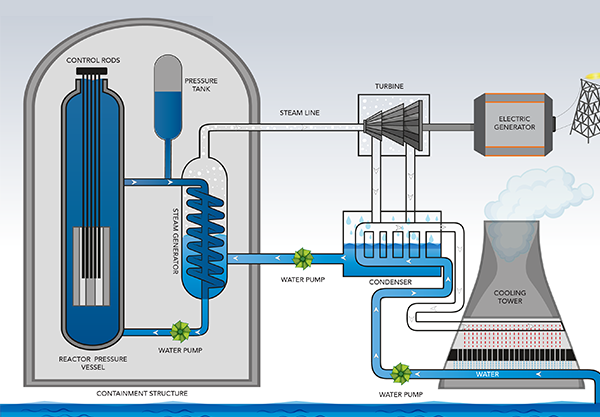 CONTROL RODS
PRESSURE
TANK
STEAM LINE
TURBINE
ELECTRIC
GENERATOR
STEAM GENERATOR
WATER PUMP
CONDENSER
COOLING
TOWER
WATER PUMP
REACTOR PRESSURE
VESSEL
WATER
WATER PUMP
CONTAINMENT STRUCTURE